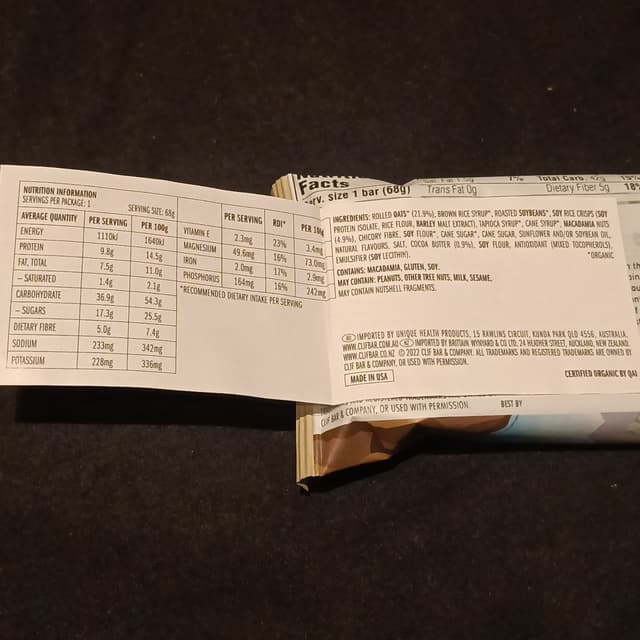 NUTRITION INFORMATION
SERVINGS PER PACKAGE: 1
SERVING SIZE: 68g
AVERAGE QUANTITY PER SERVING PER 100g
ENERGY 1110kJ 1640kJ
PROTEIN 9.8g 14.5g
FAT, TOTAL 7.5g 11.0g
– SATURATED 1.4g 2.1g
CARBOHYDRATE 36.9g 54.3g
– SUGARS 17.3g 25.5g
DIETARY FIBRE 5.0g 7.4g
SODIUM 233mg 342mg
POTASSIUM 228mg 336mg
PER SERVING RDI* PER 10
VITAMIN E 2.3mg 23% 3.4mg
MAGNESIUM 49.6mg 16% 73.0mg
IRON 2.0mg 17% 2.9mg
PHOSPHORUS 164mg 16% 242mg
*RECOMMENDED DIETARY INTAKE PER SERVING
Facts
size 1 bar (68g)
Trans Fat 0g
7% Total Carb.
Dietary Fiber 5g 18%
INGREDIENTS: ROLLED OATS* (21.9%), BROWN RICE SYRUP*, ROASTED SOYBEANS*, SOY RICE CRISPS (SOY
PROTEIN ISOLATE, RICE FLOUR, BARLEY MALT EXTRACT), TAPIOCA SYRUP*, CANE SYRUP*, MACADAMIA NUTS
(4.9%), CHICORY FIBRE, SOY FLOUR*, CANE SUGAR*, CANE SUGAR, SUNFLOWER AND/OR SOYBEAN OIL,
NATURAL FLAVOURS, SALT, COCOA BUTTER (0.9%), SOY FLOUR, ANTIOXIDANT (MIXED TOCOPHEROLS),
EMULSIFIER (SOY LECITHIN). *ORGANIC
CONTAINS: MACADAMIA, GLUTEN, SOY.
MAY CONTAIN: PEANUTS, OTHER TREE NUTS, MILK, SESAME.
MAY CONTAIN NUTSHELL FRAGMENTS.
AU IMPORTED BY UNIQUE HEALTH PRODUCTS, 15 RAWLINS CIRCUIT, KUNDA PARK QLD 4556, AUSTRALIA.
WWW.CLIFBAR.COM.AU NZ IMPORTED BY BRITTAIN WYNYARD & CO LTD, 24 HEATHER STREET, AUCKLAND, NEW ZEALAND.
WWW.CLIFBAR.CO.NZ © 2022 CLIF BAR & COMPANY. ALL TRADEMARKS AND REGISTERED TRADEMARKS ARE OWNED BY
CLIF BAR & COMPANY, OR USED WITH PERMISSION.
MADE IN USA
CERTIFIED ORGANIC BY QAI
CLIF BAR & COMPANY, OR USED WITH PERMISSION.
BEST BY